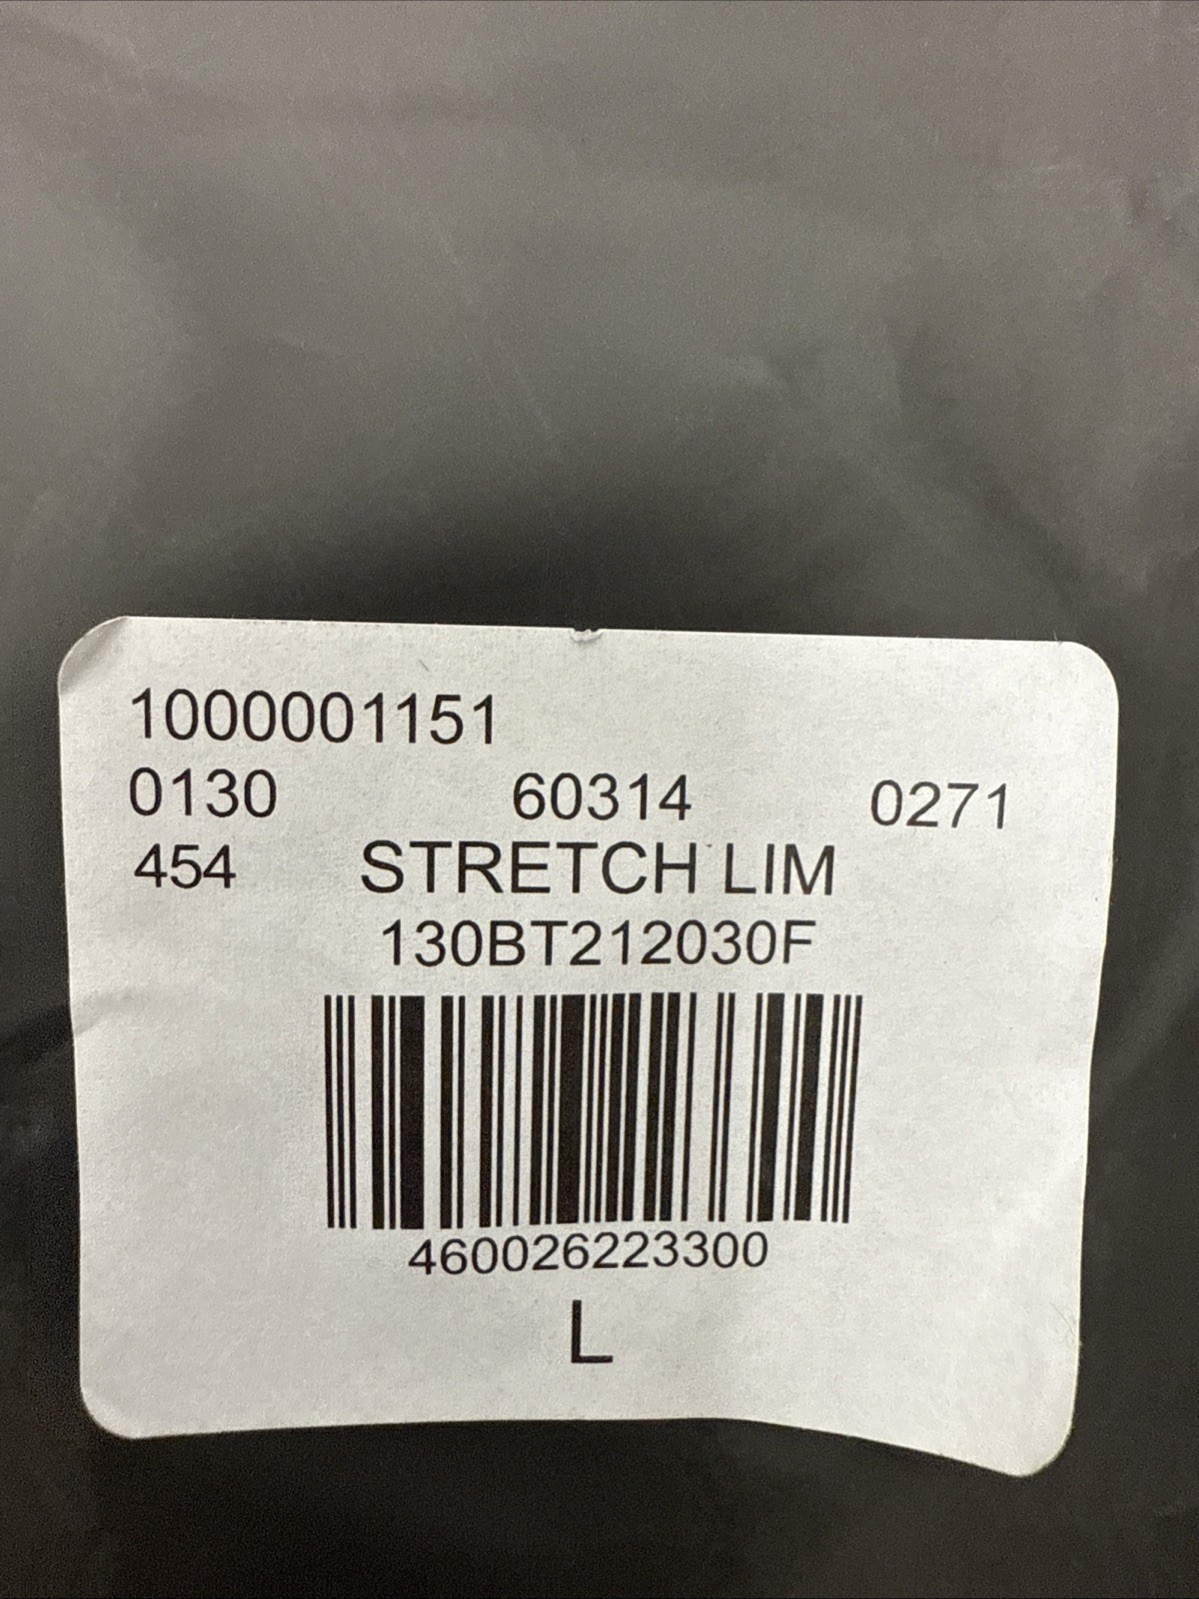 1000001151
0130 60314 0271
454 STRETCH LIM
130BT212030F
460026223300
L